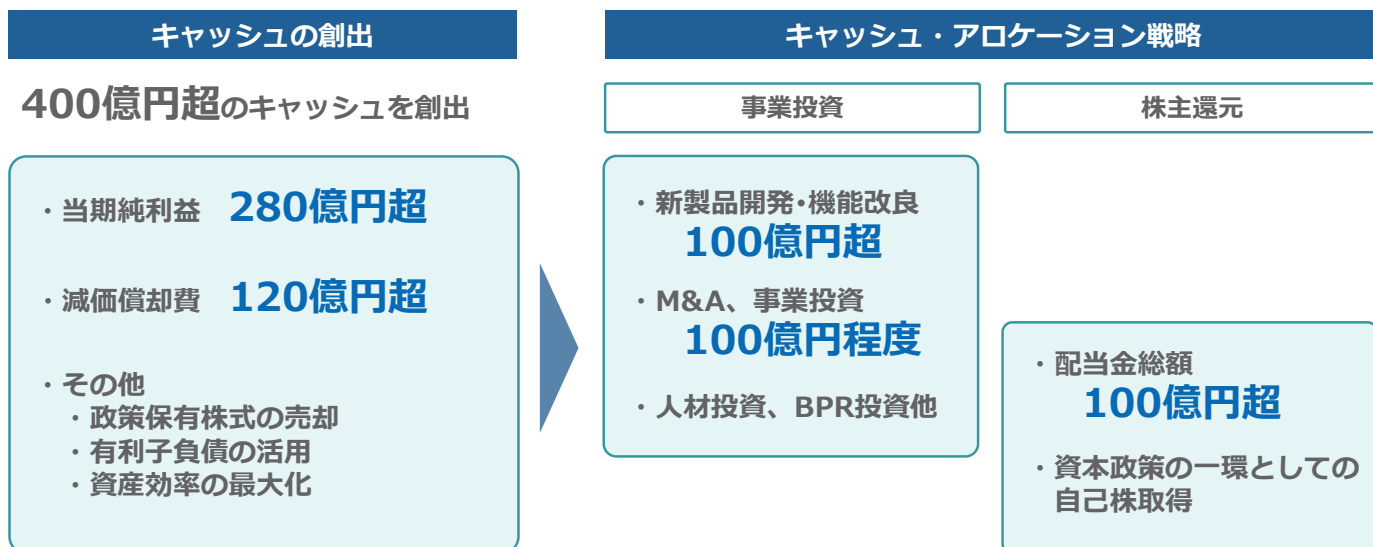 キャッシュの創出
400億円超のキャッシュを創出
・当期純利益 280億円超
・減価償却費 120億円超
・その他
・政策保有株式の売却
・有利子負債の活用
・資産効率の最大化
キャッシュ・アロケーション戦略
事業投資
・新製品開発・機能改良
100億円超
・M&A、事業投資
100億円程度
・人材投資、BPR投資他
株主還元
・配当金総額
100億円超
・資本政策の一環としての
自己株取得